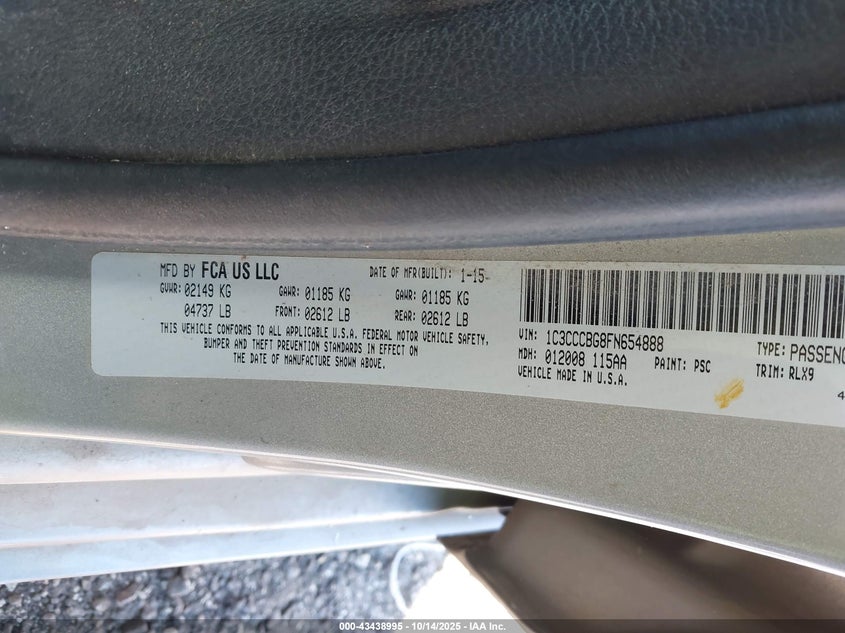 MFD BY FCA US LLC
DATE OF MFR(BUILT): 1-15
GVWR: 02149 KG
GAWR: 01185 KG
GAWR: 01185 KG
04737 LB
FRONT: 02612 LB
REAR: 02612 LB
THIS VEHICLE CONFORMS TO ALL APPLICABLE U.S.A. FEDERAL MOTOR VEHICLE SAFETY,
BUMPER AND THEFT PREVENTION STANDARDS IN EFFECT ON
THE DATE OF MANUFACTURE SHOWN ABOVE.
VIN: 1C3CCCBG8FN654888
TYPE: PASSENG
MDH: 012008 115AA
PAINT: PSC
TRIM: RLX9
VEHICLE MADE IN U.S.A.
4
000-43438995 - 10/14/2025 - IAA Inc.